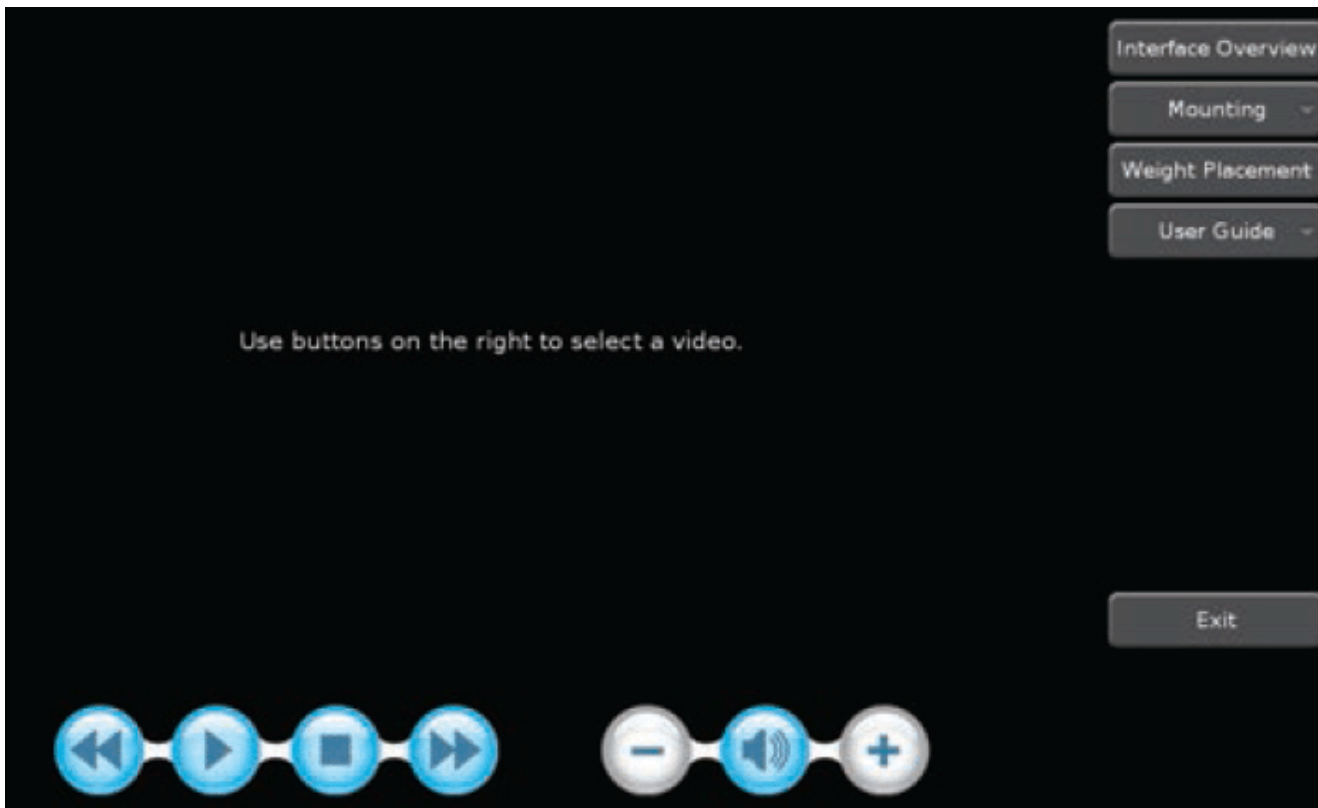 Interface Overview
Mounting
Weight Placement
User Guide
Use buttons on the right to select a video.
Exit